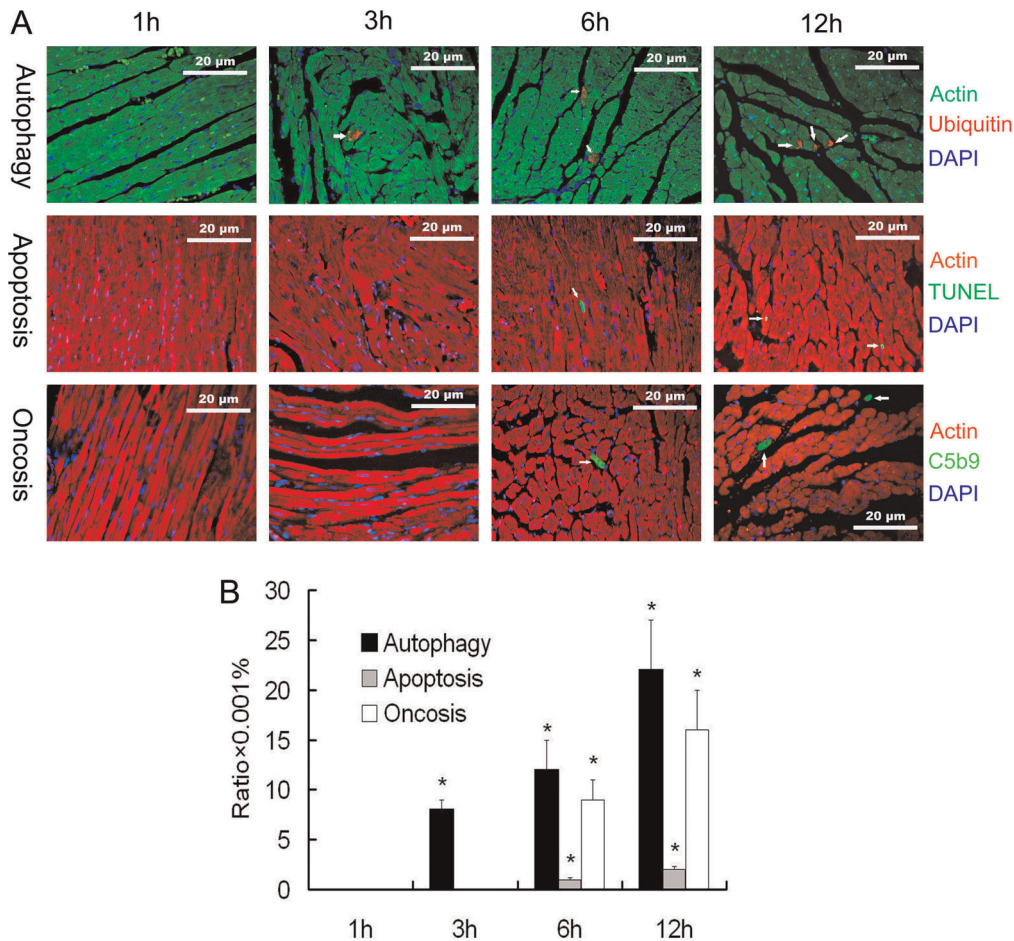 A
1h 3h 6h 12h
Autophagy
20 µm 20 µm 20 µm 20 µm
Actin
Ubiquitin
DAPI
Apoptosis
20 µm 20 µm 20 µm 20 µm
Actin
TUNEL
DAPI
Oncosis
20 µm 20 µm 20 µm 20 µm
Actin
C5b9
DAPI
B
Ratio×0.001%
30
25
20
15
10
5
0
Autophagy
Apoptosis
Oncosis
*
* *
* *
* *
1h 3h 6h 12h